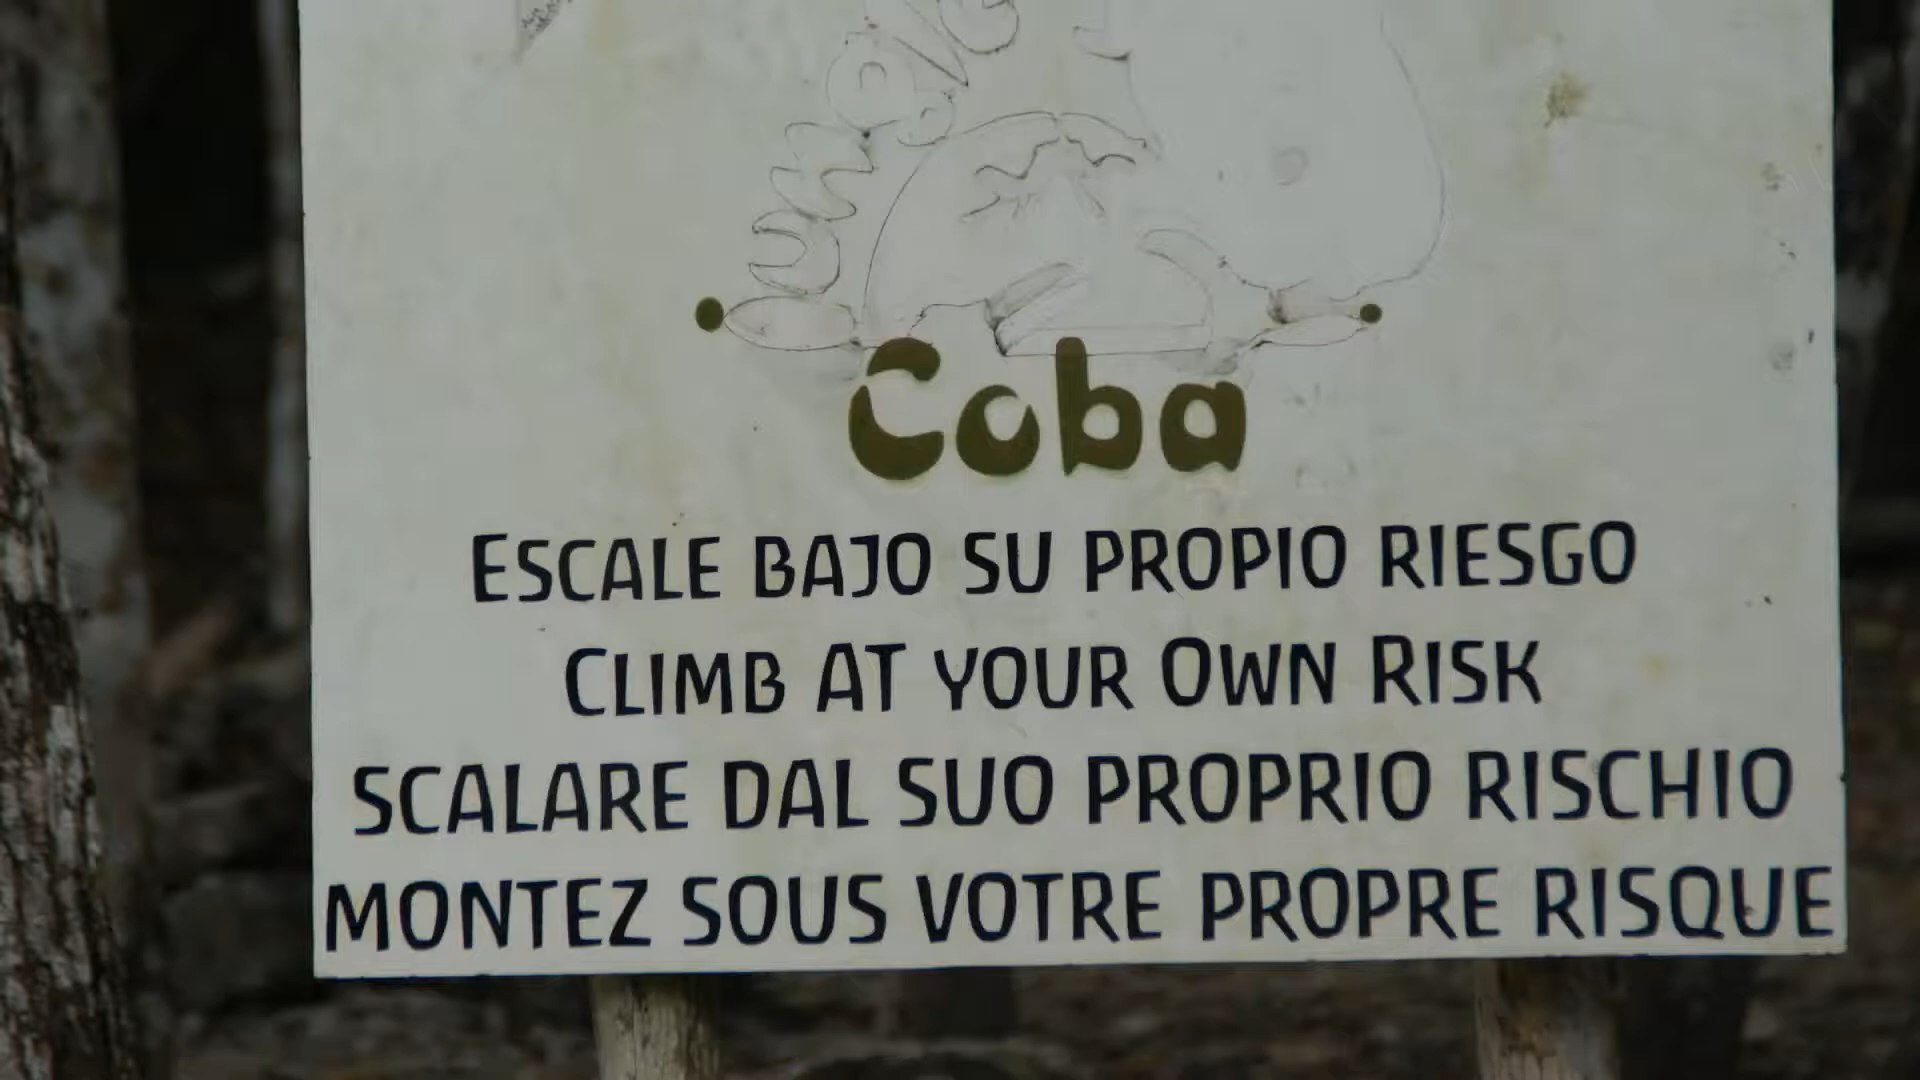 Coba
ESCALE BAJO SU PROPIO RIESGO
CLIMB AT YOUR OWN RISK
SCALARE DAL SUO PROPRIO RISCHIO
MONTEZ SOUS VOTRE PROPRE RISQUE